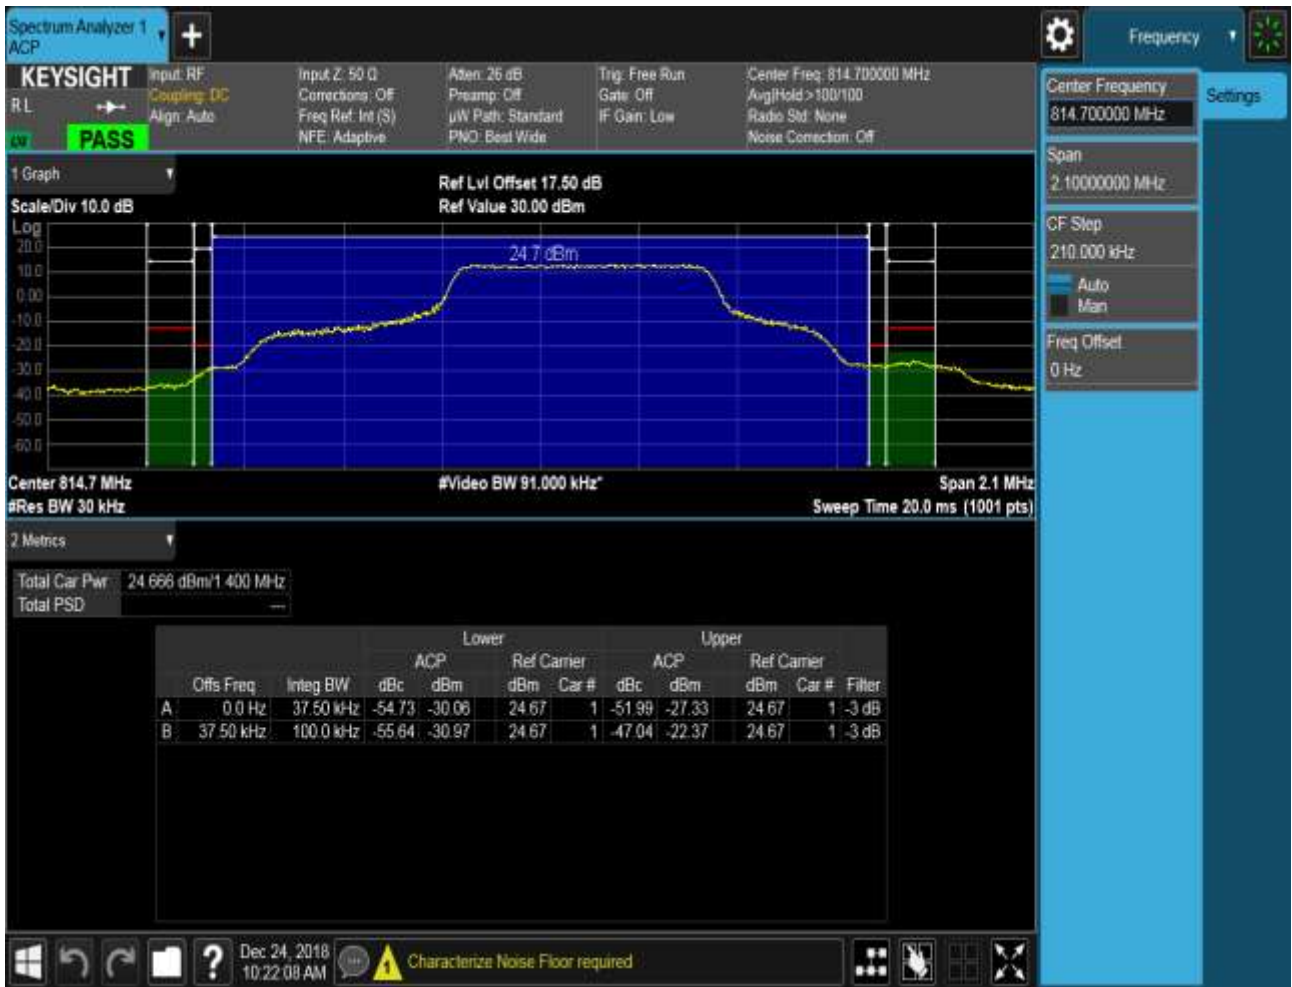 Spectrum Analyzer 1
ACP
Frequency
KEYSIGHT
R L
PASS
Input: RF
Coupling: DC
Align: Auto
Input Z: 50 Ω
Corrections: Off
Freq Ref: Int (S)
NFE: Adaptive
Atten: 26 dB
Preamp: Off
µW Path: Standard
PNO: Best Wide
Trig: Free Run
Gate: Off
IF Gain: Low
Center Freq: 814.700000 MHz
Avg|Hold >100/100
Radio Std: None
Noise Correction: Off
Center Frequency
814.700000 MHz
Settings
Span
2.10000000 MHz
CF Step
210.000 kHz
Auto
Man
Freq Offset
0 Hz
1 Graph
Scale/Div 10.0 dB
Ref Lvl Offset 17.50 dB
Ref Value 30.00 dBm
Log
24.7 dBm
20.0
10.0
0.00
-10.0
-20.0
-30.0
-40.0
-50.0
-60.0
Center 814.7 MHz
#Video BW 91.000 kHz*
Span 2.1 MHz
#Res BW 30 kHz
Sweep Time 20.0 ms (1001 pts)
2 Metrics
Total Car Pwr 24.666 dBm/1.400 MHz
Total PSD ---
Lower Upper
ACP Ref Carrier ACP Ref Carrier
Offs Freq Integ BW dBc dBm dBm Car # dBc dBm dBm Car # Filter
A 0.0 Hz 37.50 kHz -54.73 -30.06 24.67 1 -51.99 -27.33 24.67 1 -3 dB
B 37.50 kHz 100.0 kHz -55.64 -30.97 24.67 1 -47.04 -22.37 24.67 1 -3 dB
?
Dec 24, 2018
10:22:08 AM
1
Characterize Noise Floor required